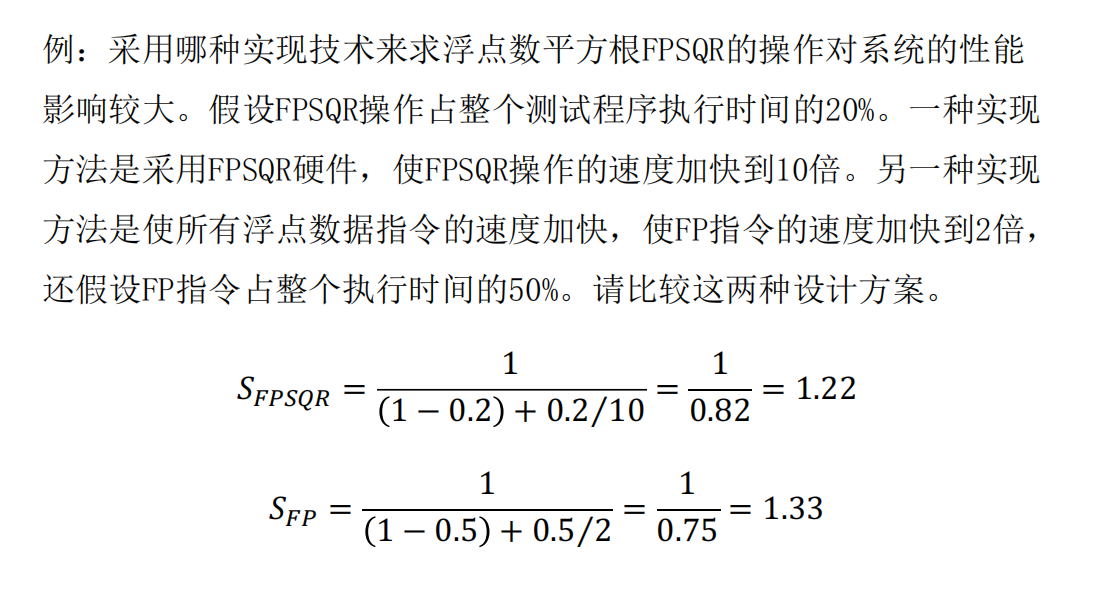 例：采用哪种实现技术来求浮点数平方根FPSQR的操作对系统的性能
影响较大。假设FPSQR操作占整个测试程序执行时间的20%。一种实现
方法是采用FPSQR硬件，使FPSQR操作的速度加快到10倍。另一种实现
方法是使所有浮点数据指令的速度加快，使FP指令的速度加快到2倍，
还假设FP指令占整个执行时间的50%。请比较这两种设计方案。
S_{FPSQR} = \frac{1}{(1 − 0.2) + 0.2/10} = \frac{1}{0.82} = 1.22
S_{FP} = \frac{1}{(1 − 0.5) + 0.5/2} = \frac{1}{0.75} = 1.33